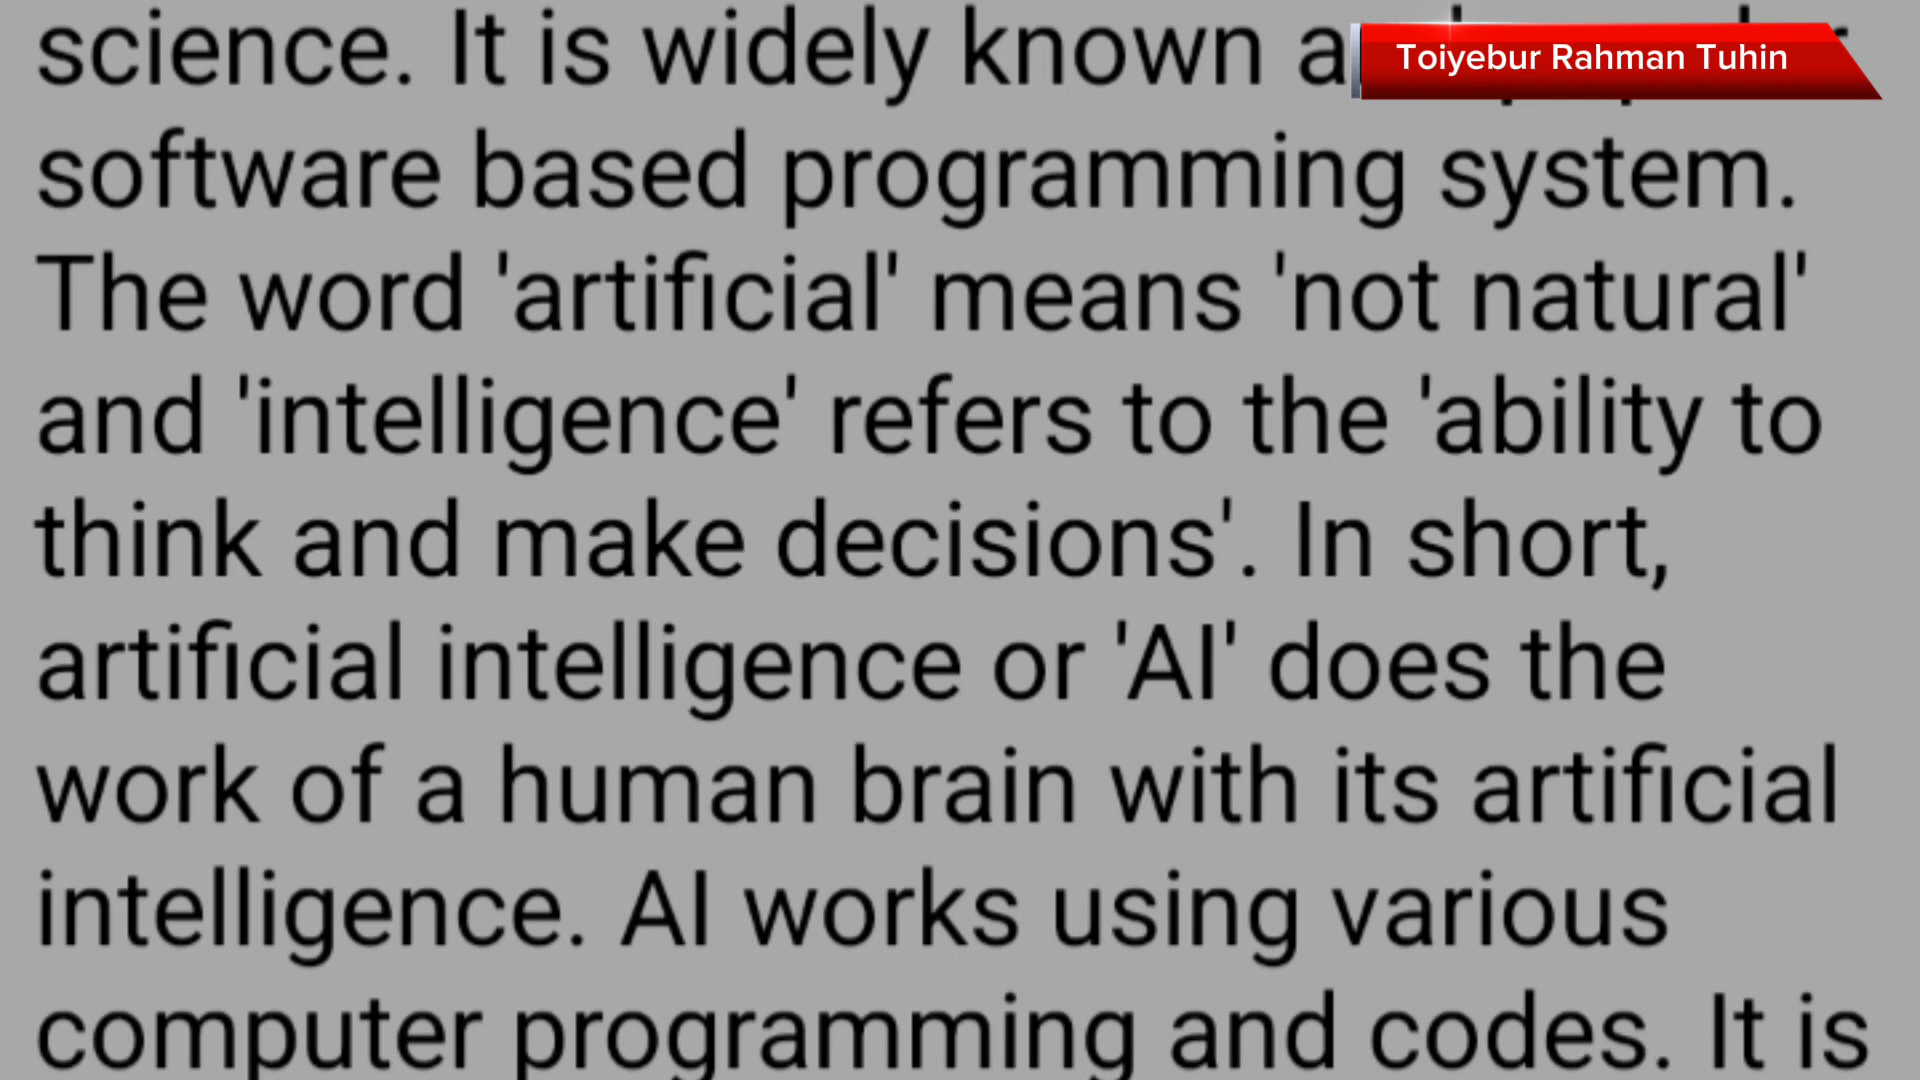 science. It is widely known
Toiyebur Rahman Tuhin
software based programming system.
The word 'artificial' means 'not natural'
and 'intelligence' refers to the 'ability to
think and make decisions'. In short,
artificial intelligence or 'AI' does the
work of a human brain with its artificial
intelligence. AI works using various
computer programming and codes. It is